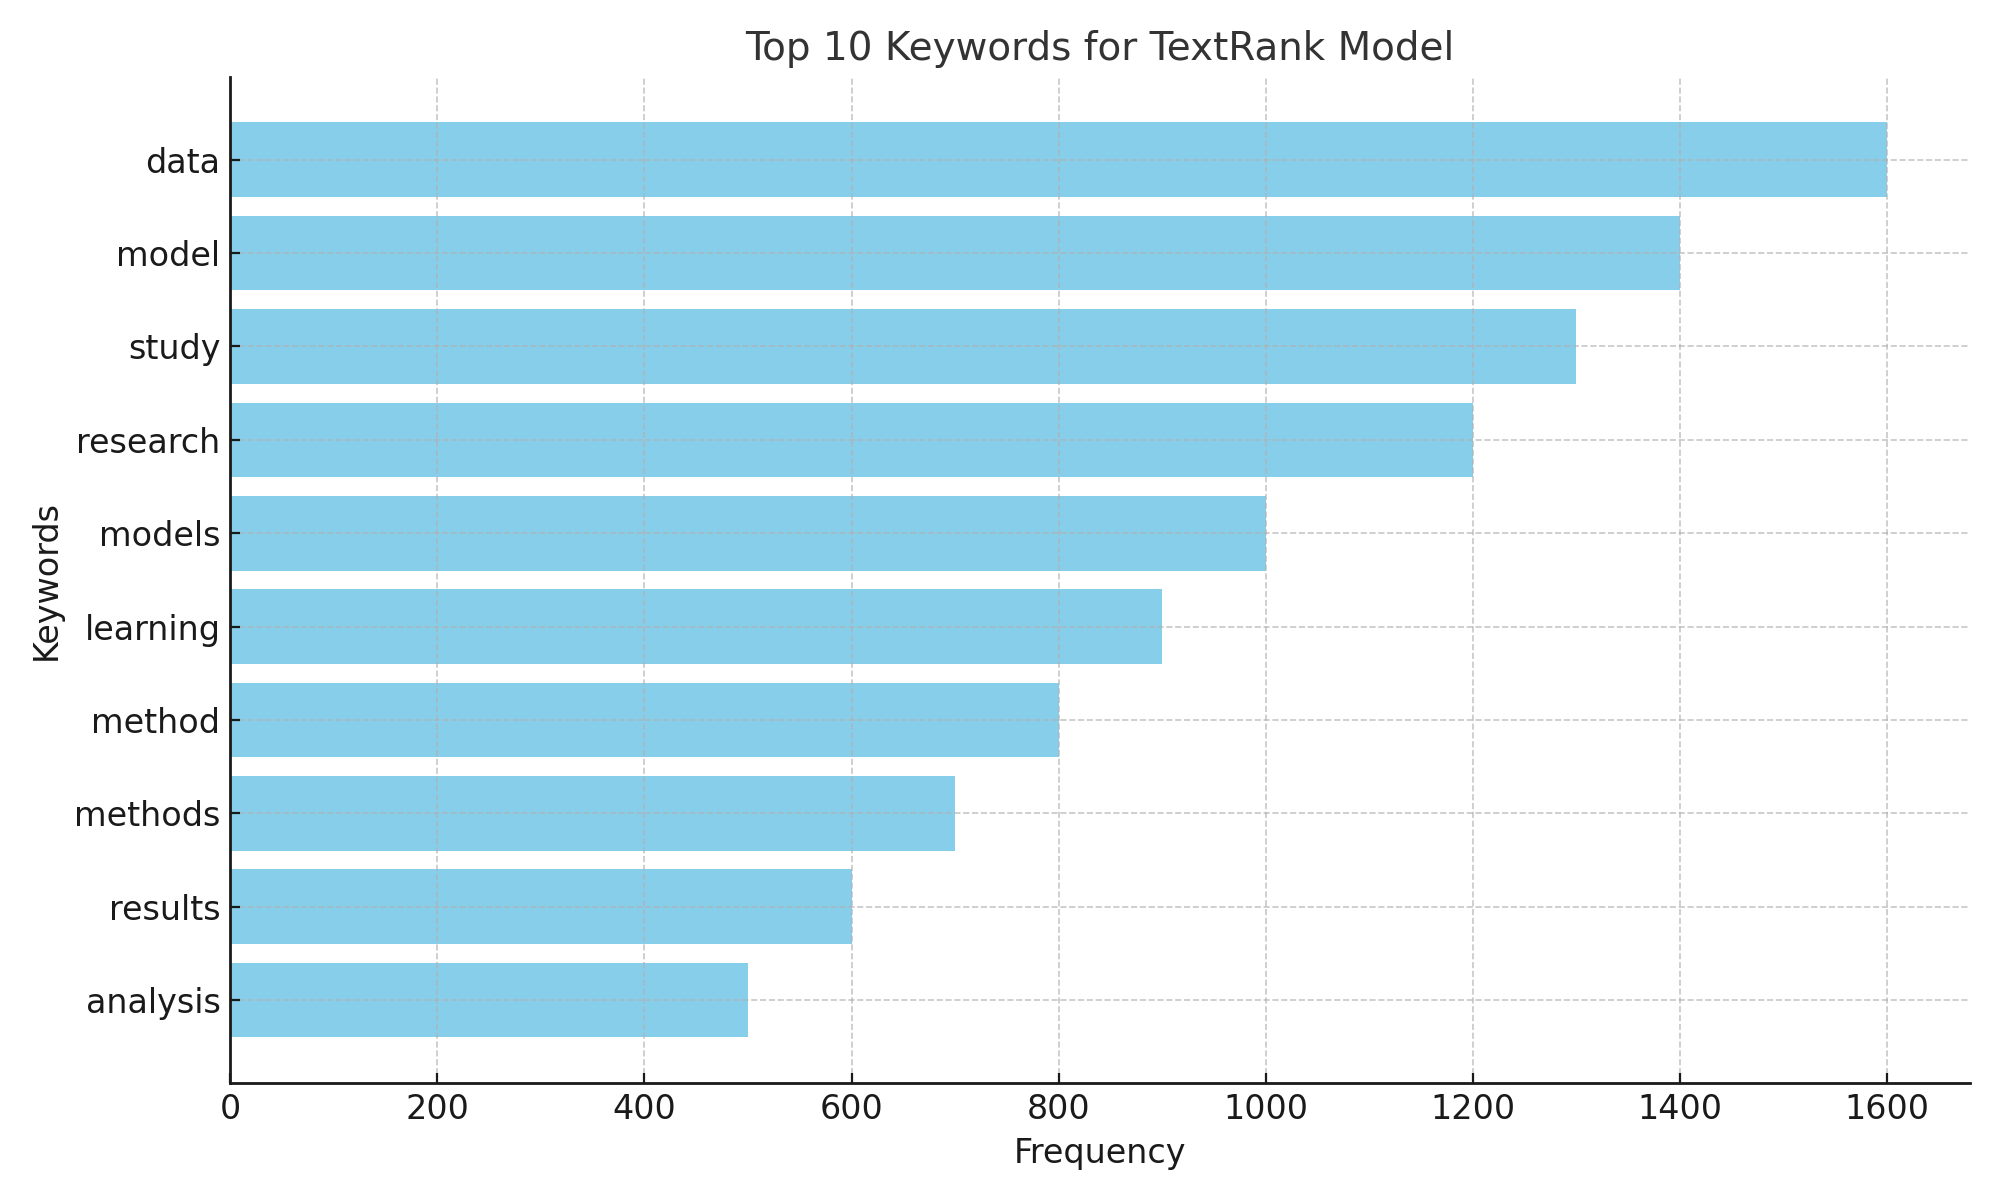 Top 10 Keywords for TextRank Model
Keywords
data
model
study
research
models
learning
method
methods
results
analysis
0 200 400 600 800 1000 1200 1400 1600
Frequency